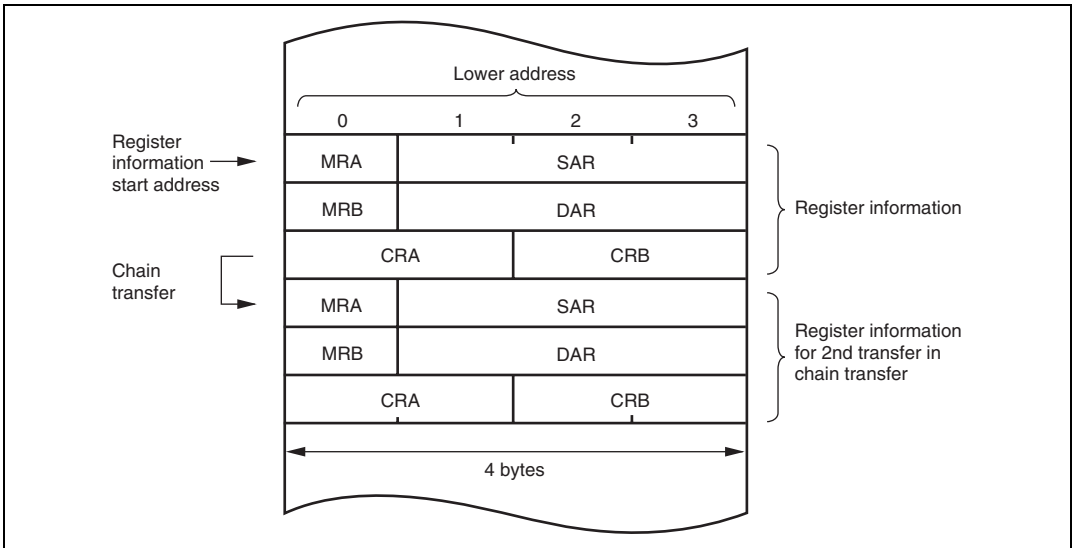 Lower address
0 1 2 3
Register
information
start address
MRA SAR
MRB DAR
Register information
CRA CRB
Chain
transfer
MRA SAR
MRB DAR
Register information
for 2nd transfer in
chain transfer
CRA CRB
4 bytes